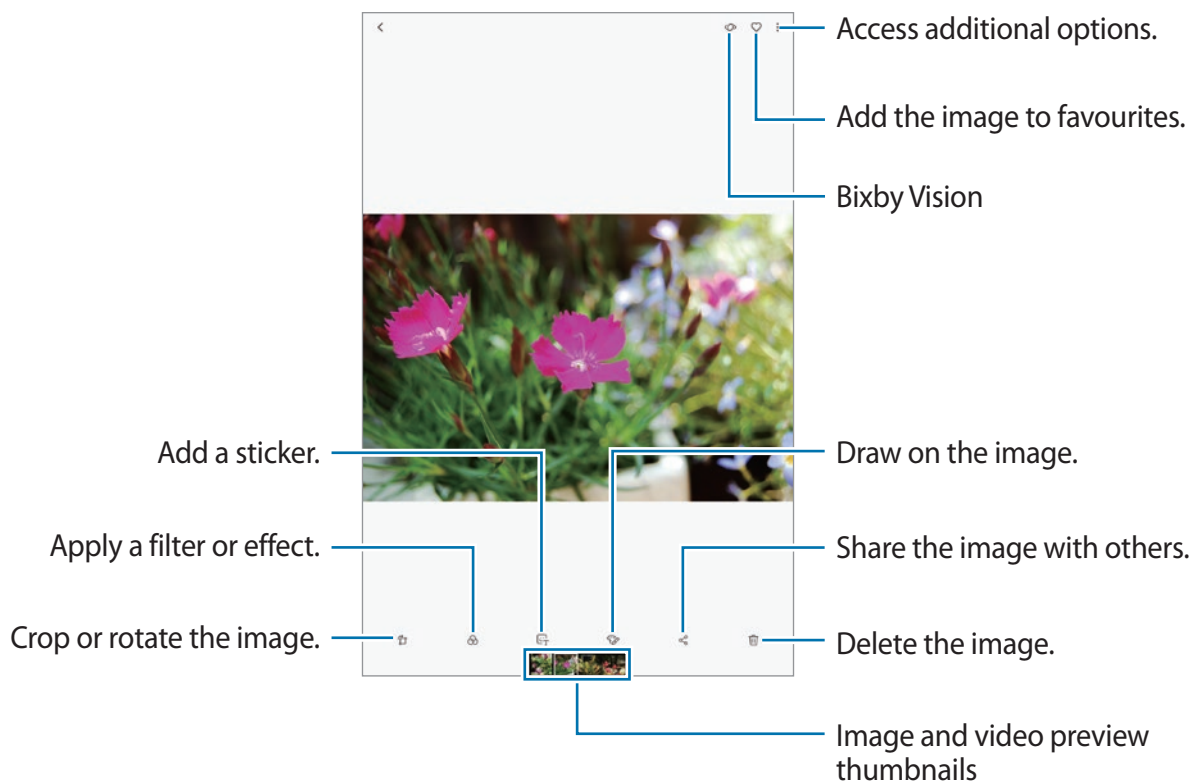 Access additional options.
Add the image to favourites.
Bixby Vision
Add a sticker.
Draw on the image.
Apply a filter or effect.
Share the image with others.
Crop or rotate the image.
Delete the image.
Image and video preview
thumbnails